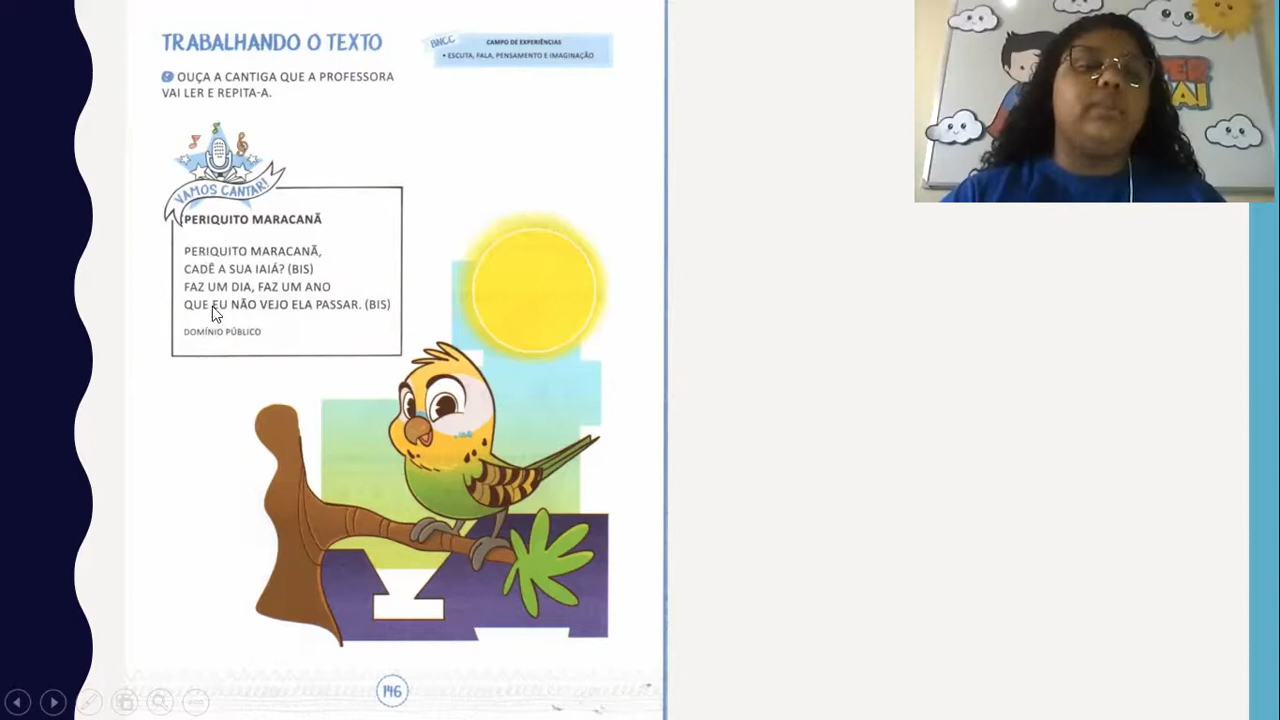 TRABALHANDO O TEXTO
BNCC
CAMPO DE EXPERIÊNCIAS
• ESCUTA, FALA, PENSAMENTO E IMAGINAÇÃO
OUÇA A CANTIGA QUE A PROFESSORA
VAI LER E REPITA-A.
VAMOS CANTAR!
PERIQUITO MARACANÃ
PERIQUITO MARACANÃ,
CADÊ A SUA IAIÁ? (BIS)
FAZ UM DIA, FAZ UM ANO
QUE EU NÃO VEJO ELA PASSAR. (BIS)
DOMÍNIO PÚBLICO
146